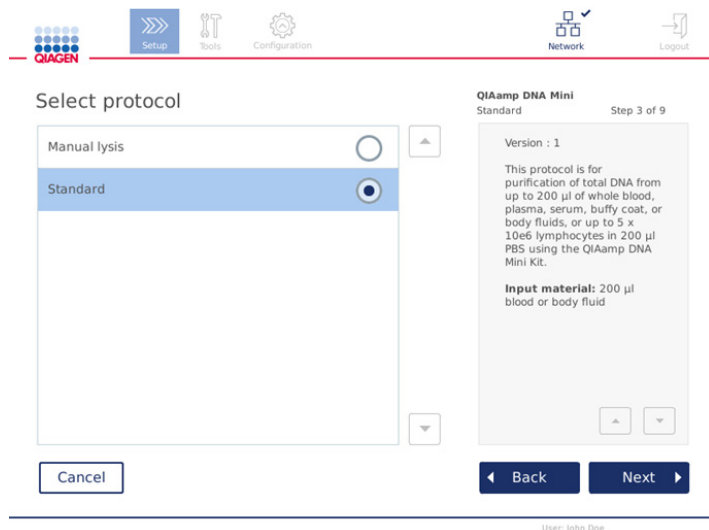 QIAGEN
Setup
Tools
Configuration
Network
Logout
Select protocol
Manual lysis
Standard
QIAamp DNA Mini
Standard Step 3 of 9
Version : 1
This protocol is for
purification of total DNA from
up to 200 µl of whole blood,
plasma, serum, buffy coat, or
body fluids, or up to 5 x
10e6 lymphocytes in 200 µl
PBS using the QIAamp DNA
Mini Kit.
Input material: 200 µl
blood or body fluid
Cancel
Back
Next
User: John Doe